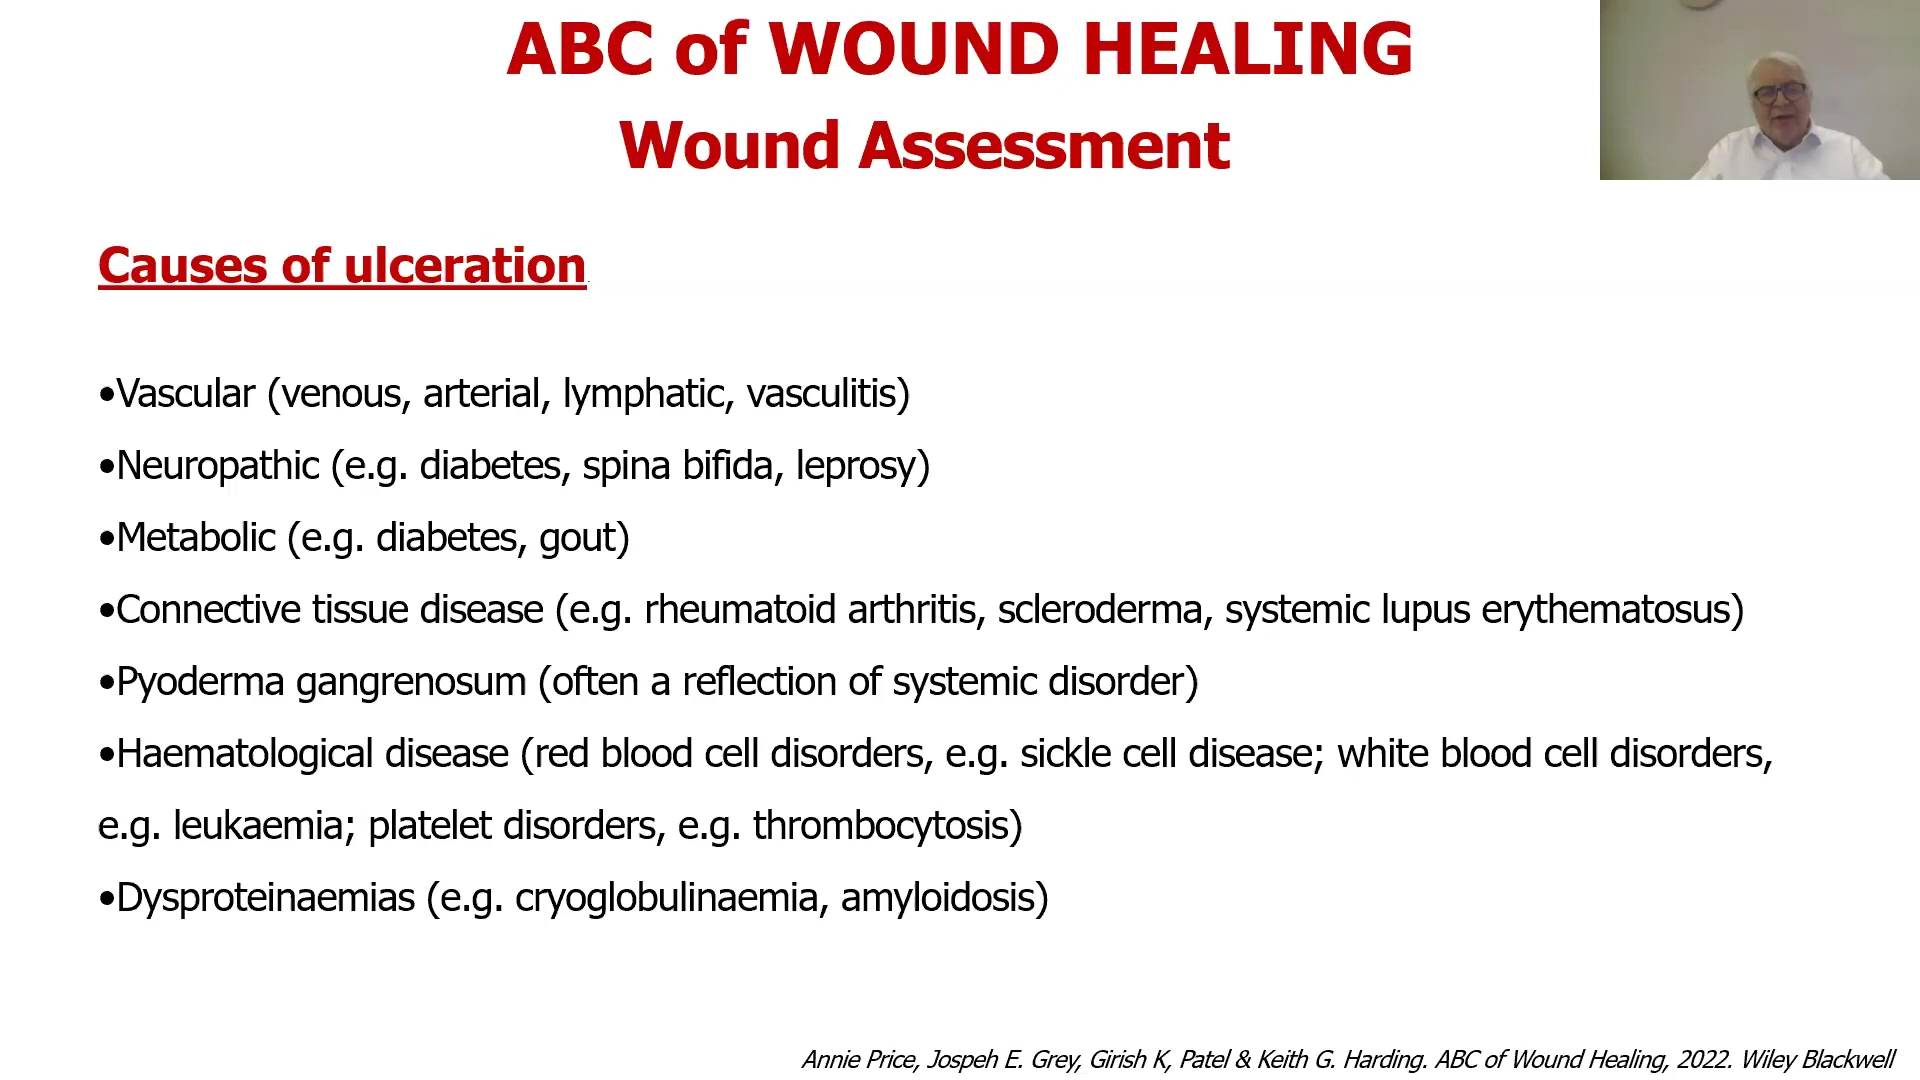 ABC of WOUND HEALING
Wound Assessment
Causes of ulceration
•Vascular (venous, arterial, lymphatic, vasculitis)
•Neuropathic (e.g. diabetes, spina bifida, leprosy)
•Metabolic (e.g. diabetes, gout)
•Connective tissue disease (e.g. rheumatoid arthritis, scleroderma, systemic lupus erythematosus)
•Pyoderma gangrenosum (often a reflection of systemic disorder)
•Haematological disease (red blood cell disorders, e.g. sickle cell disease; white blood cell disorders,
e.g. leukaemia; platelet disorders, e.g. thrombocytosis)
•Dysproteinaemias (e.g. cryoglobulinaemia, amyloidosis)
Annie Price, Jospeh E. Grey, Girish K, Patel & Keith G. Harding. ABC of Wound Healing, 2022. Wiley Blackwell